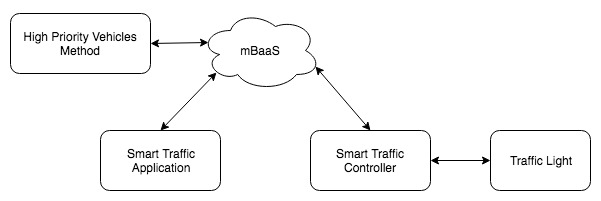 High Priority Vehicles
Method
mBaaS
Smart Traffic
Application
Smart Traffic
Controller
Traffic Light